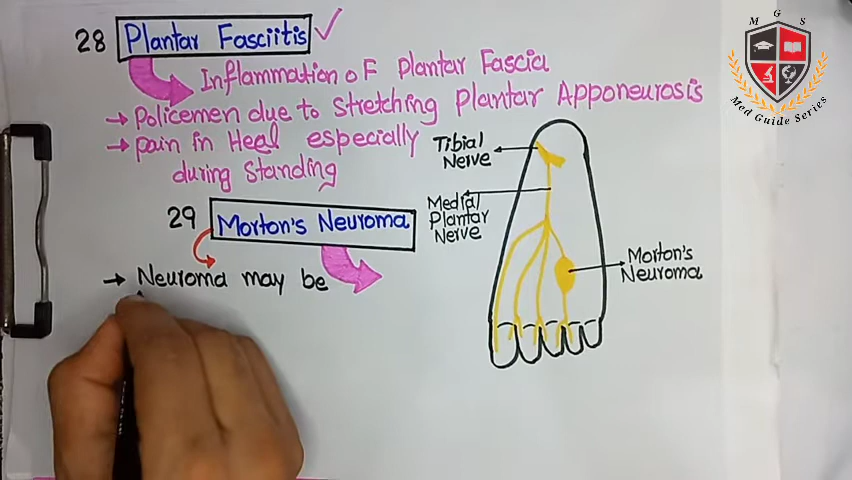 28 Plantar Fasciitis
Inflammation of Plantar Fascia
→ Policemen due to Stretching Plantar Apponeurosis
→ pain in Heal especially
during Standing
29 Morton's Neuroma
→ Neuroma may be
Tibial
Nerve
Medial
Plantar
Nerve
Morton's
Neuroma
M G S
Med Guide Series